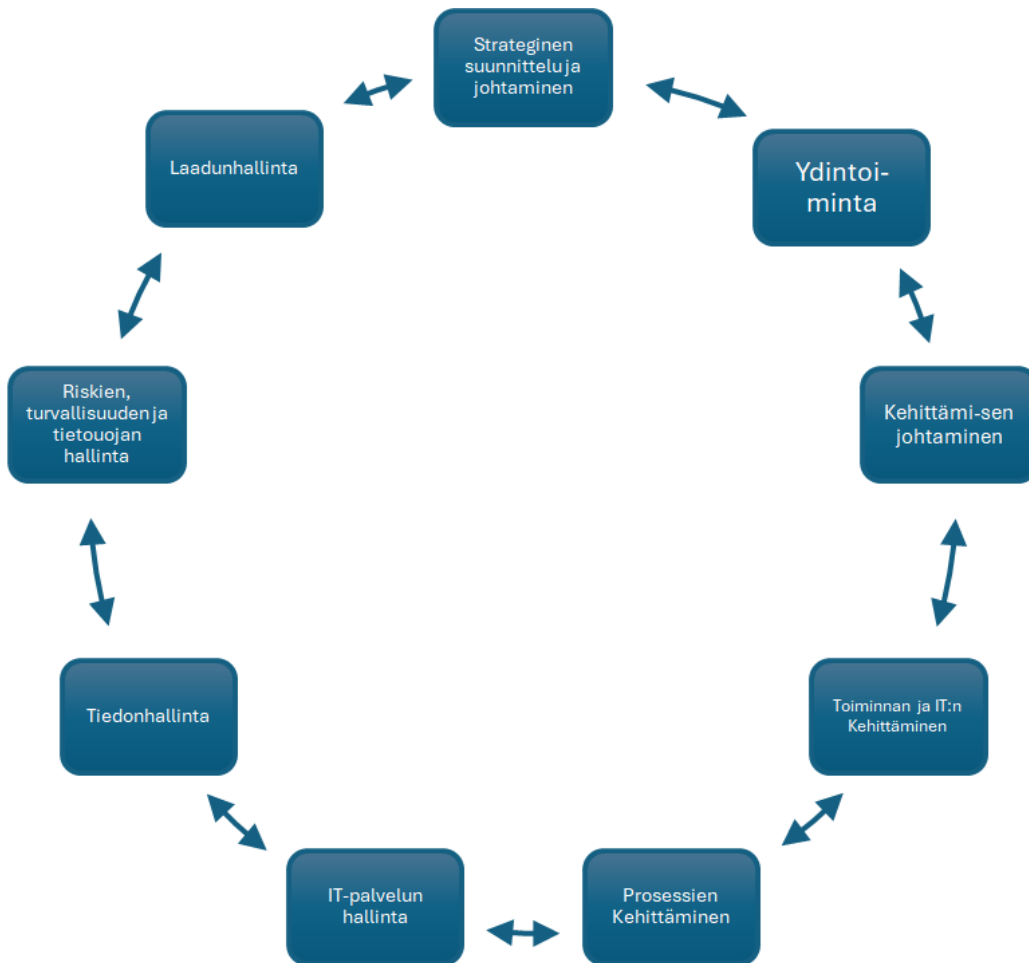 Strateginen
suunnittelu ja
johtaminen
Ydintoi-
minta
Kehittämi-sen
johtaminen
Toiminnan ja IT:n
Kehittäminen
Prosessien
Kehittäminen
IT-palvelun
hallinta
Tiedonhallinta
Riskien,
turvallisuuden ja
tietouojan
hallinta
Laadunhallinta